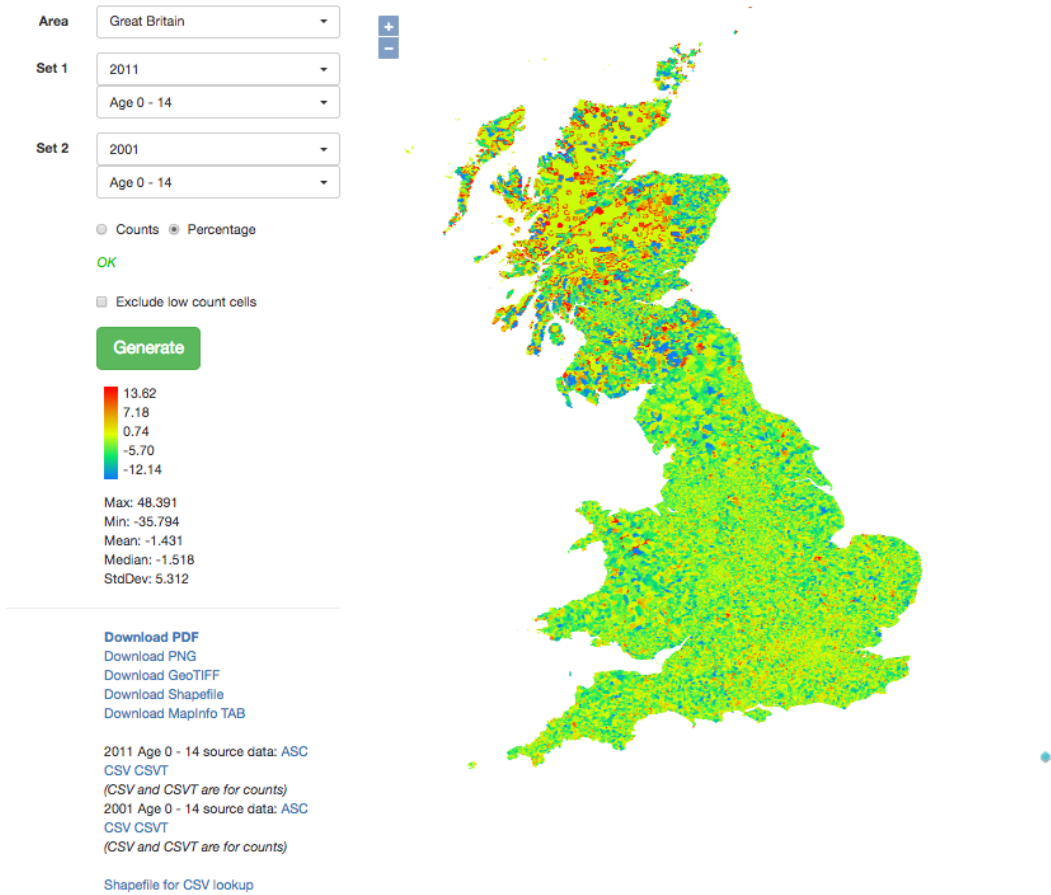 Area
Great Britain
Set 1
2011
Age 0 - 14
Set 2
2001
Age 0 - 14
Counts Percentage
OK
Exclude low count cells
Generate
13.62
7.18
0.74
-5.70
-12.14
Max: 48.391
Min: -35.794
Mean: -1.431
Median: -1.518
StdDev: 5.312
Download PDF
Download PNG
Download GeoTIFF
Download Shapefile
Download MapInfo TAB
2011 Age 0 - 14 source data: ASC
CSV CSVT
(CSV and CSVT are for counts)
2001 Age 0 - 14 source data: ASC
CSV CSVT
(CSV and CSVT are for counts)
Shapefile for CSV lookup
+
−